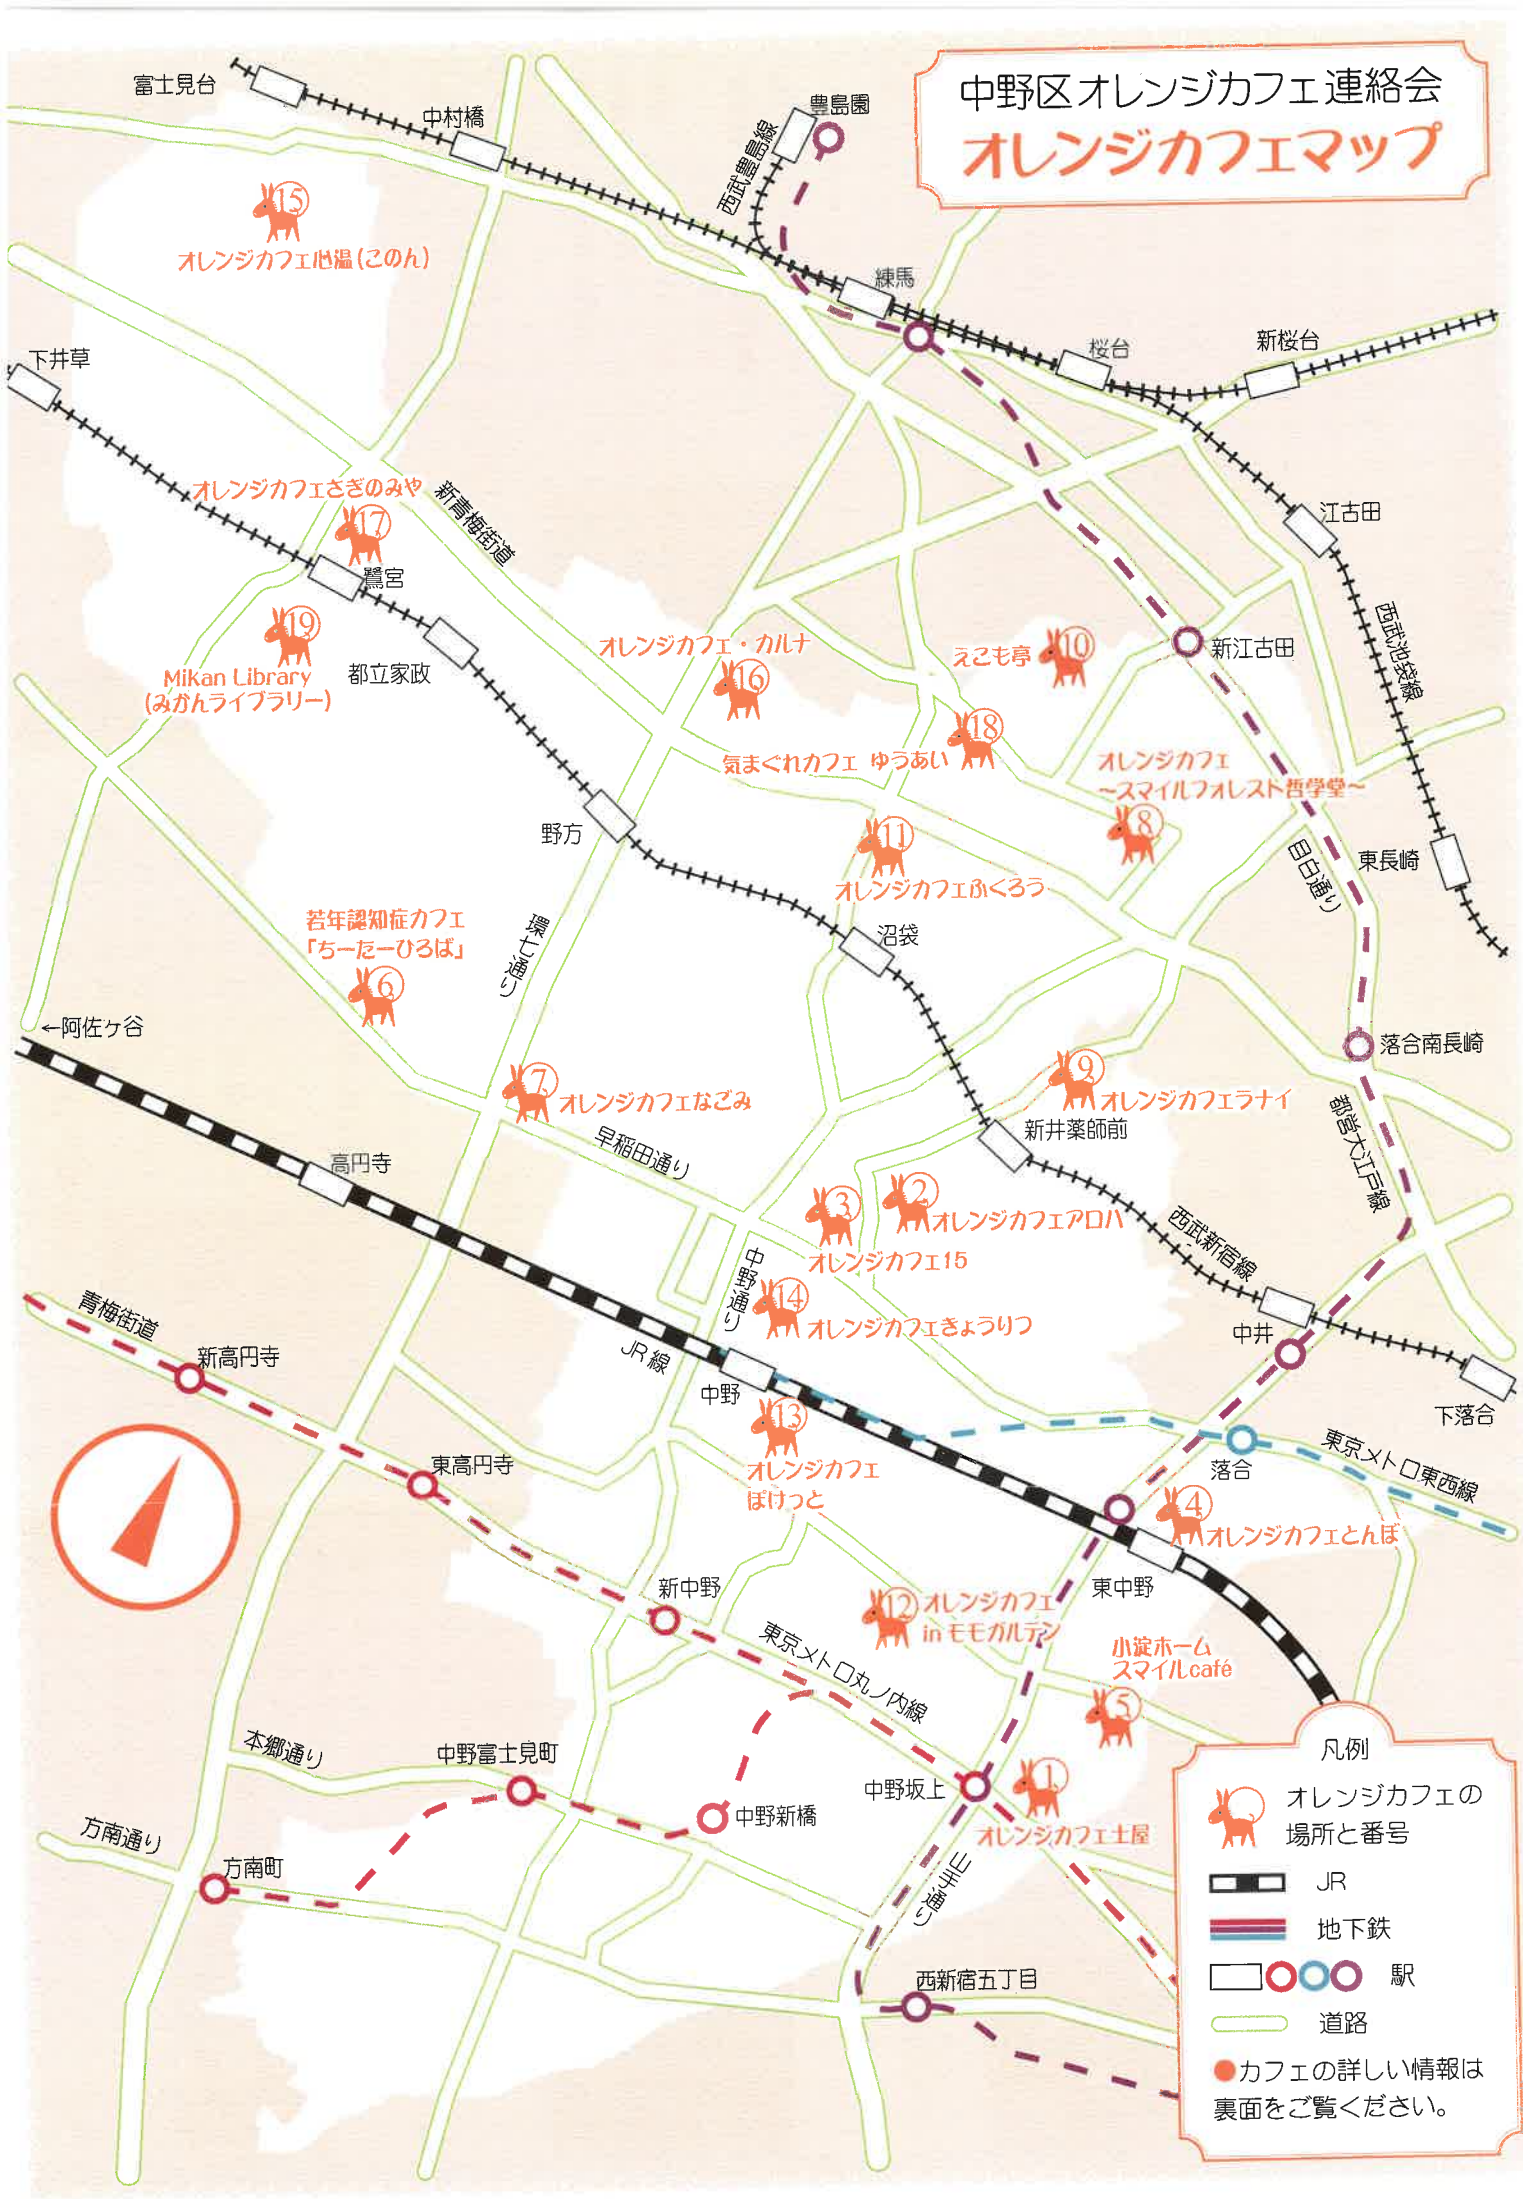 中野区オレンジカフェ連絡会
オレンジカフェマップ
富士見台
中村橋
豊島園
西武豊島線
練馬
桜台
新桜台
⑮
オレンジカフェ心温(このん)
下井草
オレンジカフェさぎのみや
⑰
新青梅街道
鷺宮
江古田
西武池袋線
⑲
Mikan Library
(みかんライブラリー)
都立家政
オレンジカフェ・カルナ
⑯
えこも亭
⑩
新江古田
⑱
気まぐれカフェ ゆうあい
オレンジカフェ
～スマイルフォレスト哲学堂～
⑧
野方
⑪
オレンジカフェふくろう
目白通り
東長崎
若年認知症カフェ
「ちーたーひろば」
⑥
環七通り
沼袋
←阿佐ケ谷
落合南長崎
⑦
オレンジカフェなごみ
⑨
オレンジカフェラナイ
新井薬師前
早稲田通り
都営大江戸線
高円寺
③
オレンジカフェ15
②
オレンジカフェアロハ
西武新宿線
中野通り
⑭
オレンジカフェきょうりつ
青梅街道
新高円寺
JR線
中野
中井
下落合
⑬
オレンジカフェ
ぽけっと
東高円寺
落合
東京メトロ東西線
④
オレンジカフェとんぼ
新中野
東中野
⑫
オレンジカフェ
in モモガルテン
東京メトロ丸ノ内線
小淀ホーム
スマイルcafé
⑤
本郷通り
中野富士見町
中野新橋
中野坂上
①
オレンジカフェ土屋
方南通り
方南町
山手通り
西新宿五丁目
凡例
オレンジカフェの
場所と番号
JR
地下鉄
駅
道路
●カフェの詳しい情報は
裏面をご覧ください。